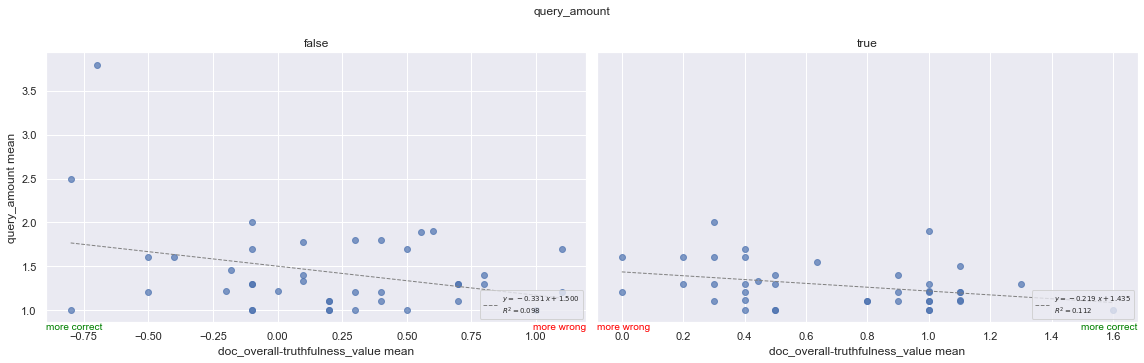 query_amount
false
true
query_amount mean
3.5
3.0
2.5
2.0
1.5
1.0
y = −0.331 x + 1.500
R² = 0.098
y = −0.219 x + 1.435
R² = 0.112
more correct
more wrong
more wrong
more correct
−0.75 −0.50 −0.25 0.00 0.25 0.50 0.75 1.00
0.0 0.2 0.4 0.6 0.8 1.0 1.2 1.4 1.6
doc_overall-truthfulness_value mean
doc_overall-truthfulness_value mean